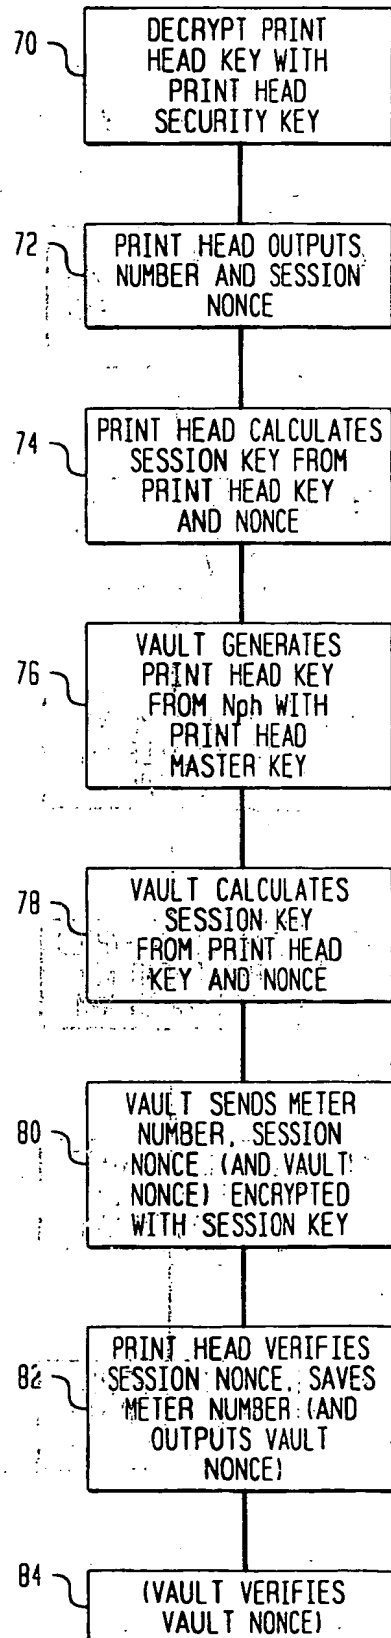 70
DECRYPT PRINT
HEAD KEY WITH
PRINT HEAD
SECURITY KEY
72
PRINT HEAD OUTPUTS
NUMBER AND SESSION
NONCE
74
PRINT HEAD CALCULATES
SESSION KEY FROM
PRINT HEAD KEY
AND NONCE
76
VAULT GENERATES
PRINT HEAD KEY
FROM Nph WITH
PRINT HEAD
MASTER KEY
78
VAULT CALCULATES
SESSION KEY
FROM PRINT HEAD
KEY AND NONCE
80
VAULT SENDS METER
NUMBER, SESSION
NONCE (AND VAULT
NONCE) ENCRYPTED
WITH SESSION KEY
82
PRINT HEAD VERIFIES
SESSION NONCE, SAVES
METER NUMBER (AND
OUTPUTS VAULT
NONCE)
84
(VAULT VERIFIES
VAULT NONCE)